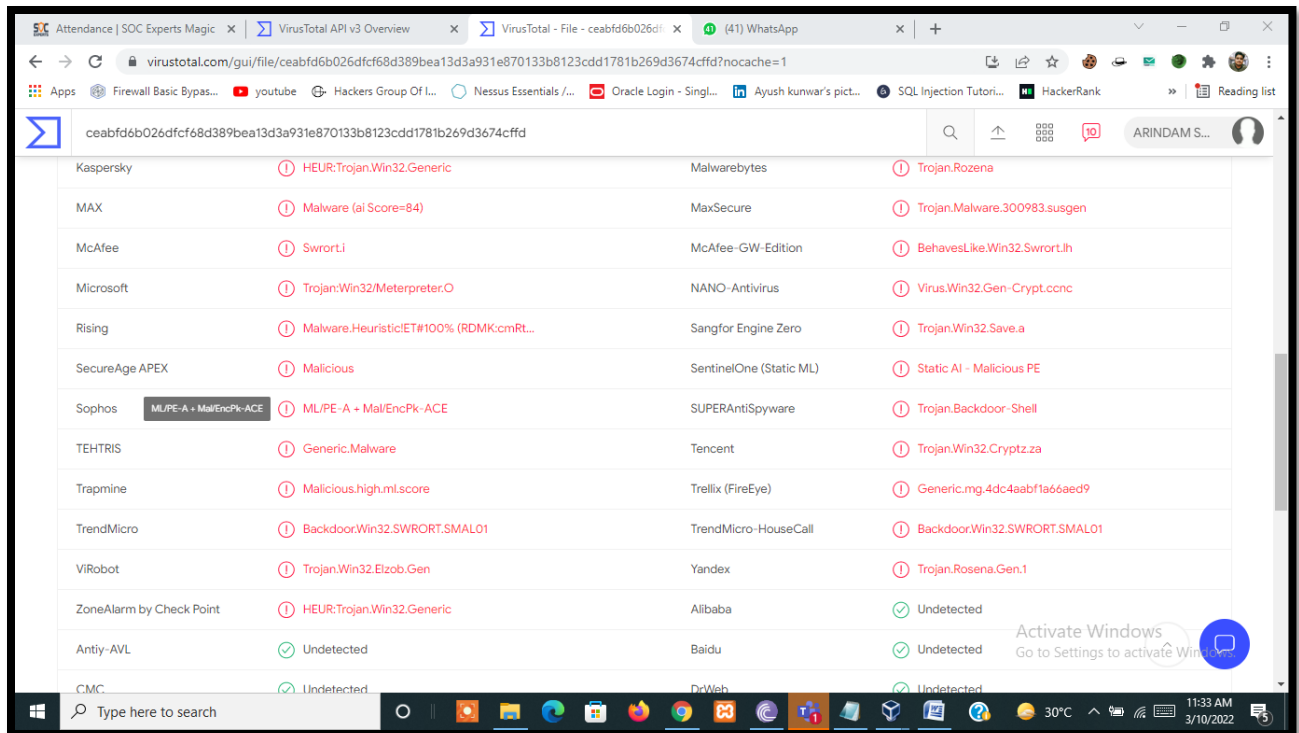 Attendance | SOC Experts Magic
VirusTotal API v3 Overview
VirusTotal - File - ceabfd6b026df
(41) WhatsApp
virustotal.com/gui/file/ceabfd6b026dfcf68d389bea13d3a931e870133b8123cdd1781b269d3674cffd?nocache=1
Apps Firewall Basic Bypas... youtube Hackers Group Of I... Nessus Essentials /... Oracle Login - Singl... Ayush kunwar's pict... SQL Injection Tutori... HackerRank » Reading list
ceabfd6b026dfcf68d389bea13d3a931e870133b8123cdd1781b269d3674cffd 10 ARINDAM S...
Kaspersky HEUR:Trojan.Win32.Generic Malwarebytes Trojan.Rozena
MAX Malware (ai Score=84) MaxSecure Trojan.Malware.300983.susgen
McAfee Swrort.i McAfee-GW-Edition BehavesLike.Win32.Swrort.lh
Microsoft Trojan:Win32/Meterpreter.O NANO-Antivirus Virus.Win32.Gen-Crypt.ccnc
Rising Malware.Heuristic!ET#100% (RDMK:cmRt... Sangfor Engine Zero Trojan.Win32.Save.a
SecureAge APEX Malicious SentinelOne (Static ML) Static AI - Malicious PE
Sophos ML/PE-A + Mal/EncPk-ACE ML/PE-A + Mal/EncPk-ACE SUPERAntiSpyware Trojan.Backdoor-Shell
TEHTRIS Generic.Malware Tencent Trojan.Win32.Cryptz.za
Trapmine Malicious.high.ml.score Trellix (FireEye) Generic.mg.4dc4aabf1a66aed9
TrendMicro Backdoor.Win32.SWRORT.SMAL01 TrendMicro-HouseCall Backdoor.Win32.SWRORT.SMAL01
ViRobot Trojan.Win32.Elzob.Gen Yandex Trojan.Rosena.Gen.1
ZoneAlarm by Check Point HEUR:Trojan.Win32.Generic Alibaba Undetected
Antiy-AVL Undetected Baidu Undetected
Activate Windows
Go to Settings to activate Windows.
CMC Undetected DrWeb Undetected
Type here to search 30°C 11:33 AM
3/10/2022 5